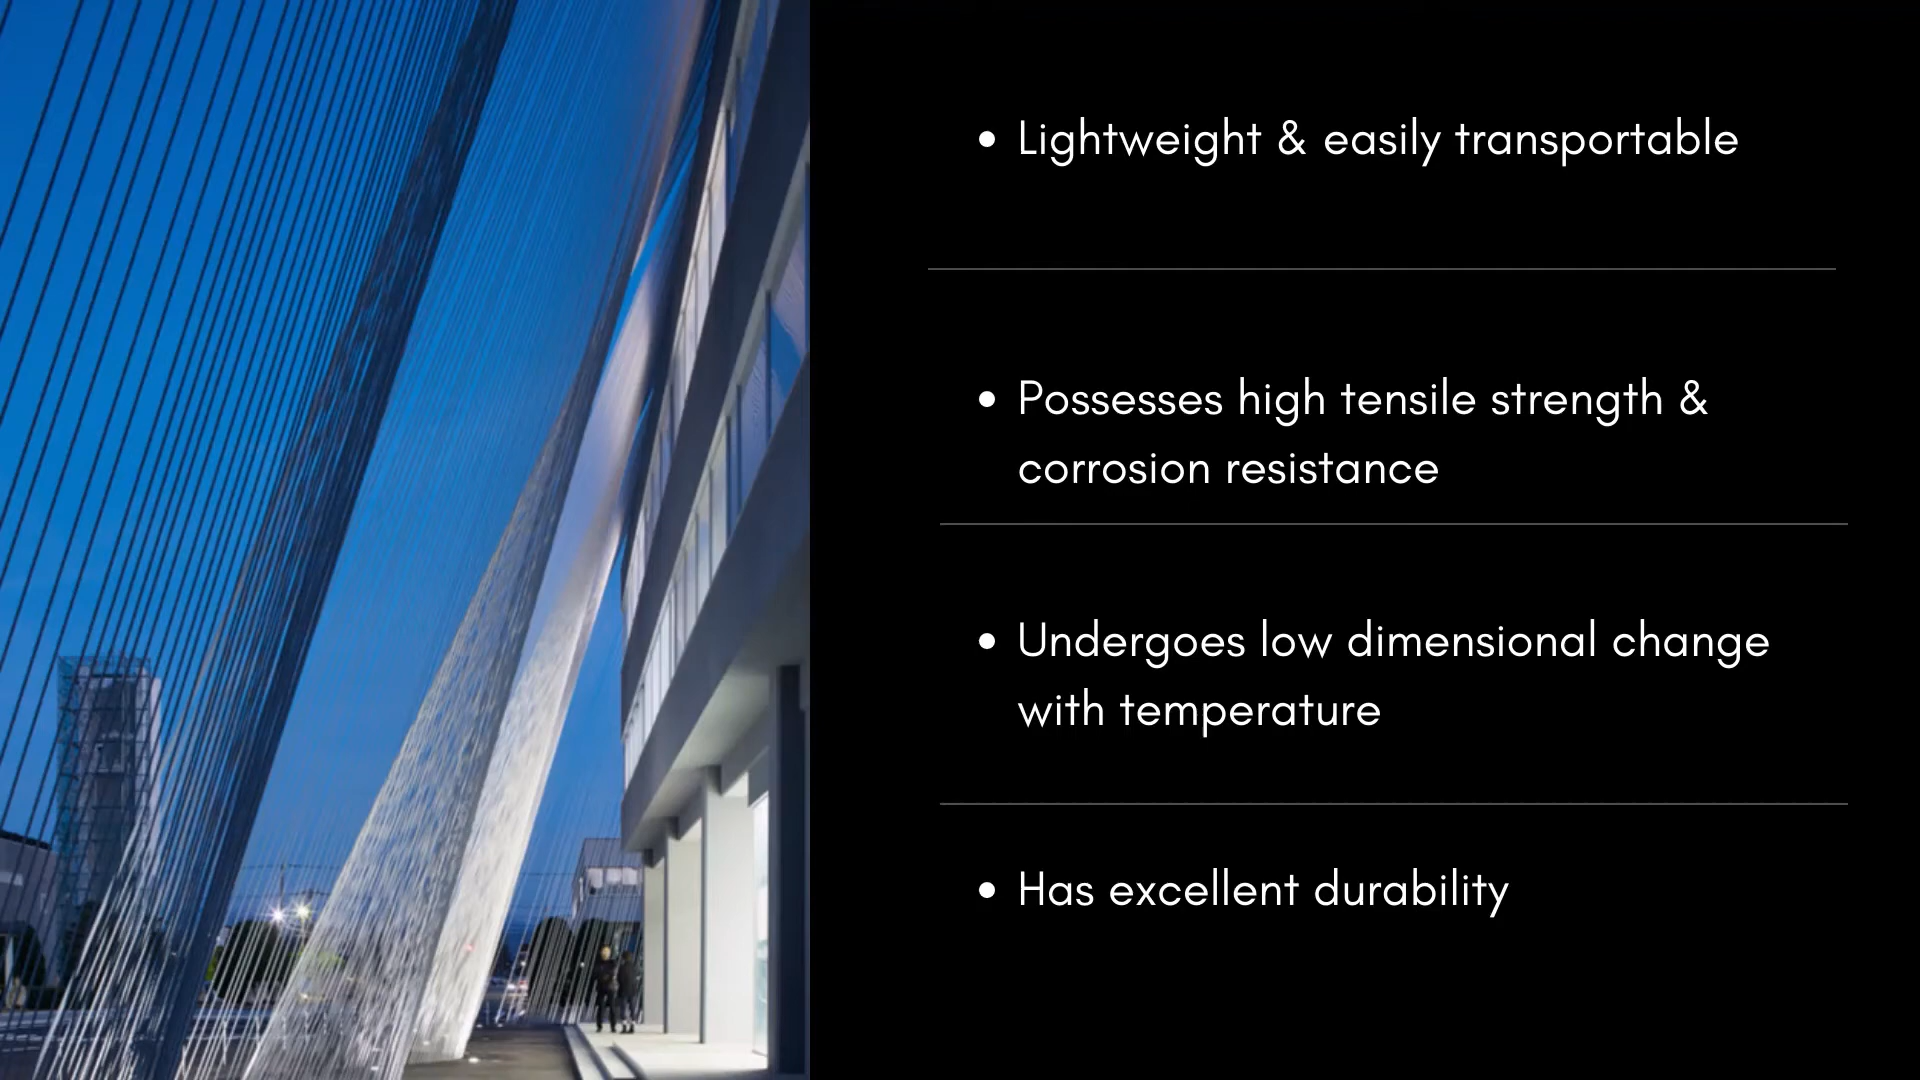 • Lightweight & easily transportable
• Possesses high tensile strength &
corrosion resistance
• Undergoes low dimensional change
with temperature
• Has excellent durability